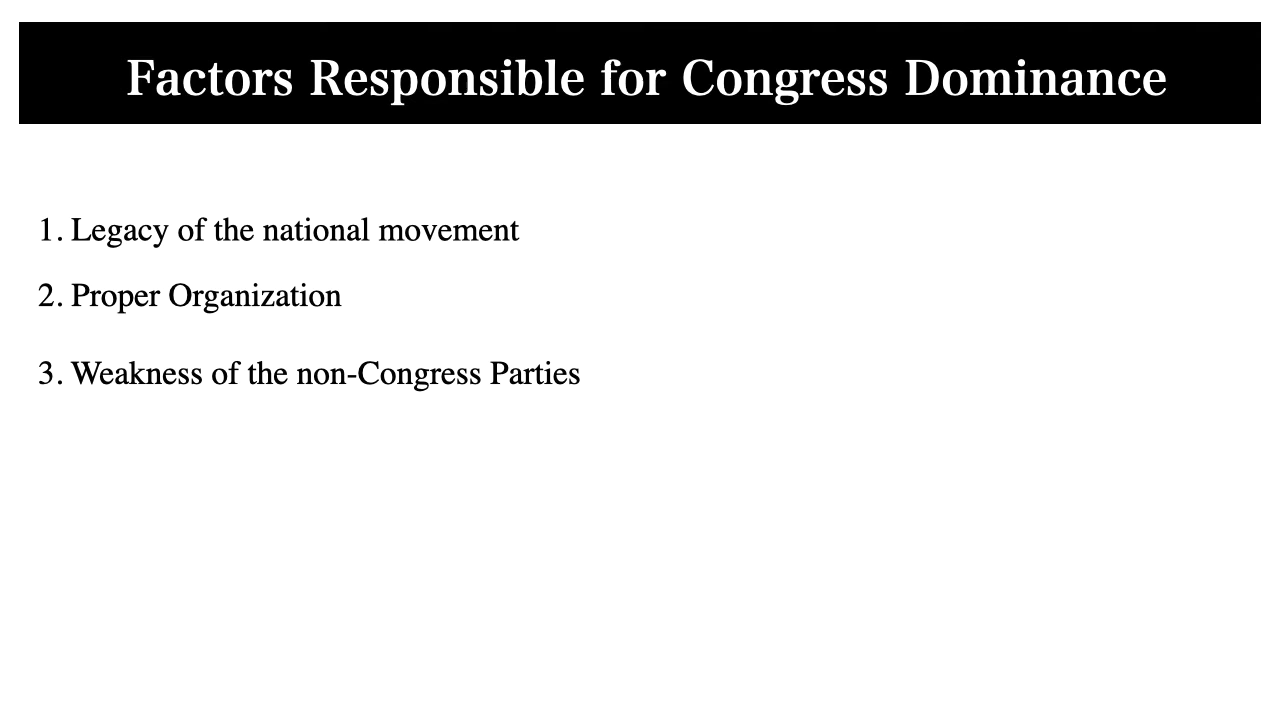 Factors Responsible for Congress Dominance
1. Legacy of the national movement
2. Proper Organization
3. Weakness of the non-Congress Parties